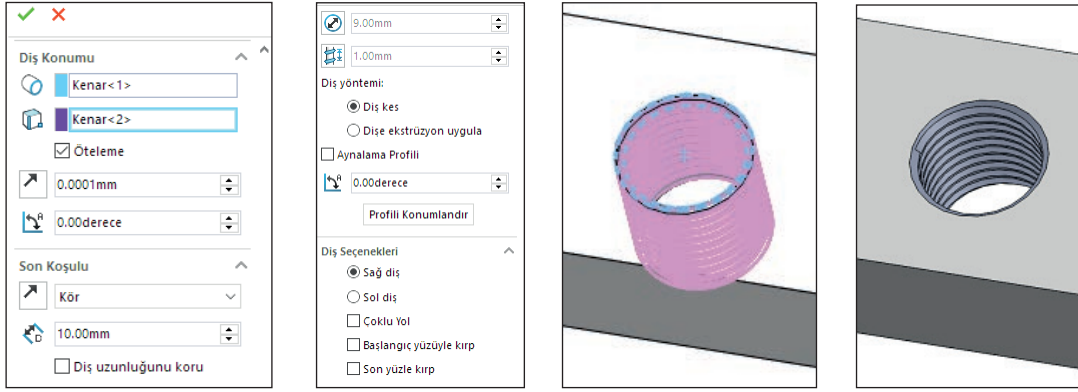 Diş Konumu
Kenar<1>
Kenar<2>
Öteleme
0.0001mm
0.00derece
Son Koşulu
Kör
10.00mm
Diş uzunluğunu koru
9.00mm
1.00mm
Diş yöntemi:
Diş kes
Dişe ekstrüzyon uygula
Aynalama Profili
0.00derece
Profili Konumlandır
Diş Seçenekleri
Sağ diş
Sol diş
Çoklu Yol
Başlangıç yüzüyle kırp
Son yüzle kırp